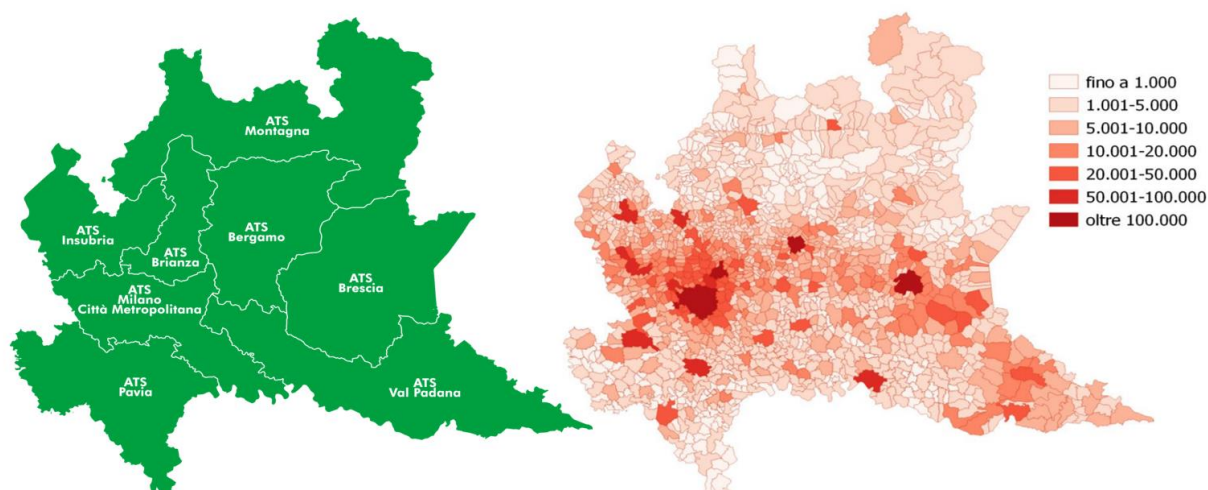 ATS
Montagna
ATS
Insubria
ATS
Brianza
ATS
Bergamo
ATS
Brescia
ATS
Milano
Città Metropolitana
ATS
Pavia
ATS
Val Padana
fino a 1.000
1.001-5.000
5.001-10.000
10.001-20.000
20.001-50.000
50.001-100.000
oltre 100.000